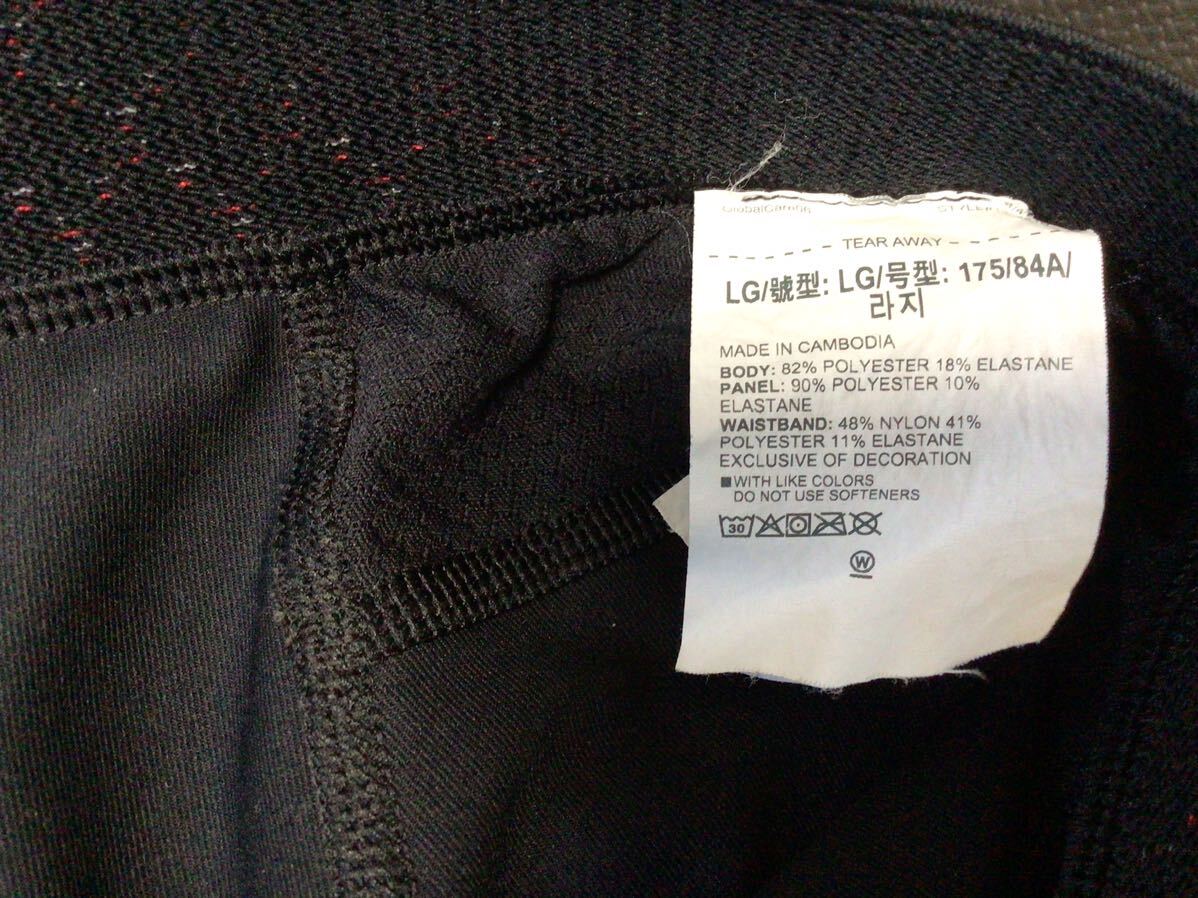 TEAR AWAY
LG/號型: LG/号型: 175/84A/
라지
MADE IN CAMBODIA
BODY: 82% POLYESTER 18% ELASTANE
PANEL: 90% POLYESTER 10%
ELASTANE
WAISTBAND: 48% NYLON 41%
POLYESTER 11% ELASTANE
EXCLUSIVE OF DECORATION
■WITH LIKE COLORS
DO NOT USE SOFTENERS
30
W